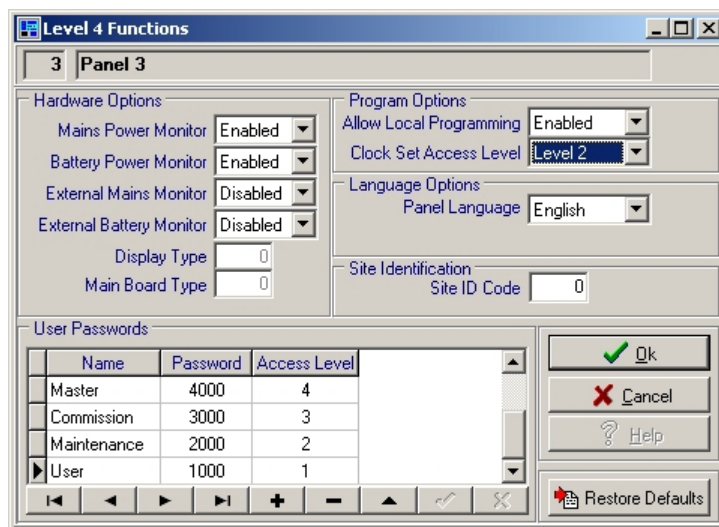 Level 4 Functions
3 Panel 3
Hardware Options
Mains Power Monitor Enabled
Battery Power Monitor Enabled
External Mains Monitor Disabled
External Battery Monitor Disabled
Display Type 0
Main Board Type 0
Program Options
Allow Local Programming Enabled
Clock Set Access Level Level 2
Language Options
Panel Language English
Site Identification
Site ID Code 0
User Passwords
Name Password Access Level
Master 4000 4
Commission 3000 3
Maintenance 2000 2
User 1000 1
Ok
Cancel
Help
Restore Defaults